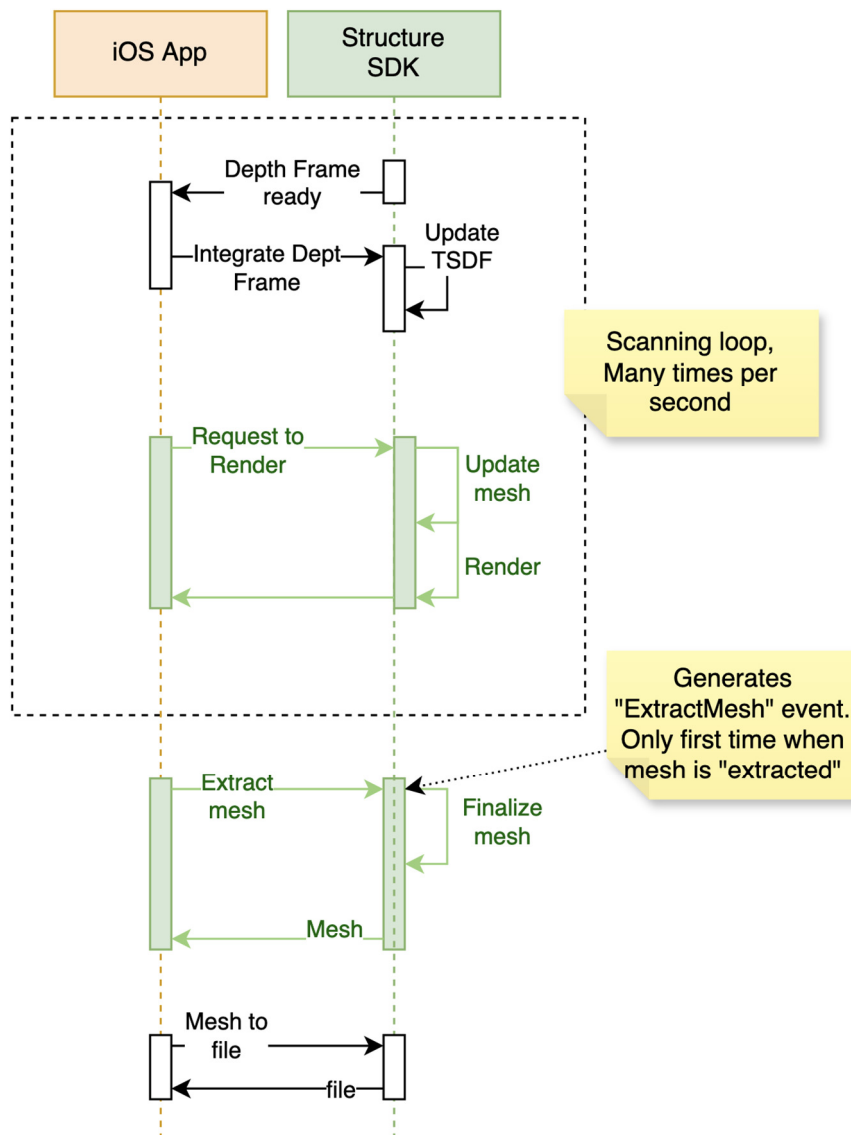 iOS App
Structure
SDK
Depth Frame
ready
Integrate Dept
Frame
Update
TSDF
Scanning loop,
Many times per
second
Request to
Render
Update
mesh
Render
Generates
"ExtractMesh" event.
Only first time when
mesh is "extracted"
Extract
mesh
Finalize
mesh
Mesh
Mesh to
file
file